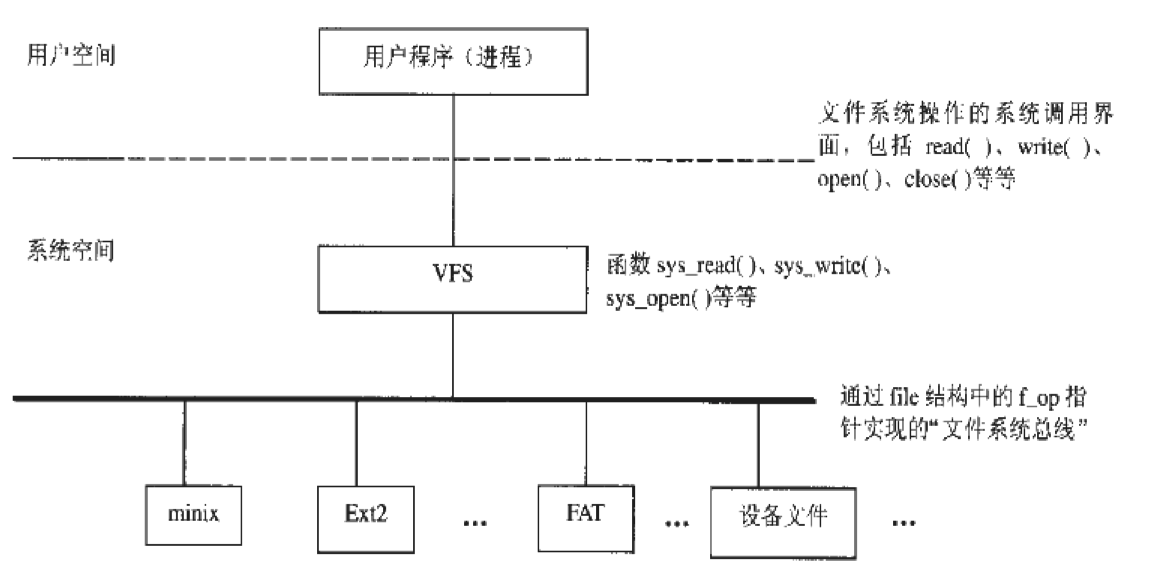 用户空间
用户程序（进程）
文件系统操作的系统调用界
面，包括 read( )、write( )、
open( )、close( )等等
系统空间
VFS
函数 sys_read( )、sys_write( )、
sys_open( )等等
通过 file 结构中的 f_op 指
针实现的“文件系统总线”
minix
Ext2
...
FAT
...
设备文件
...